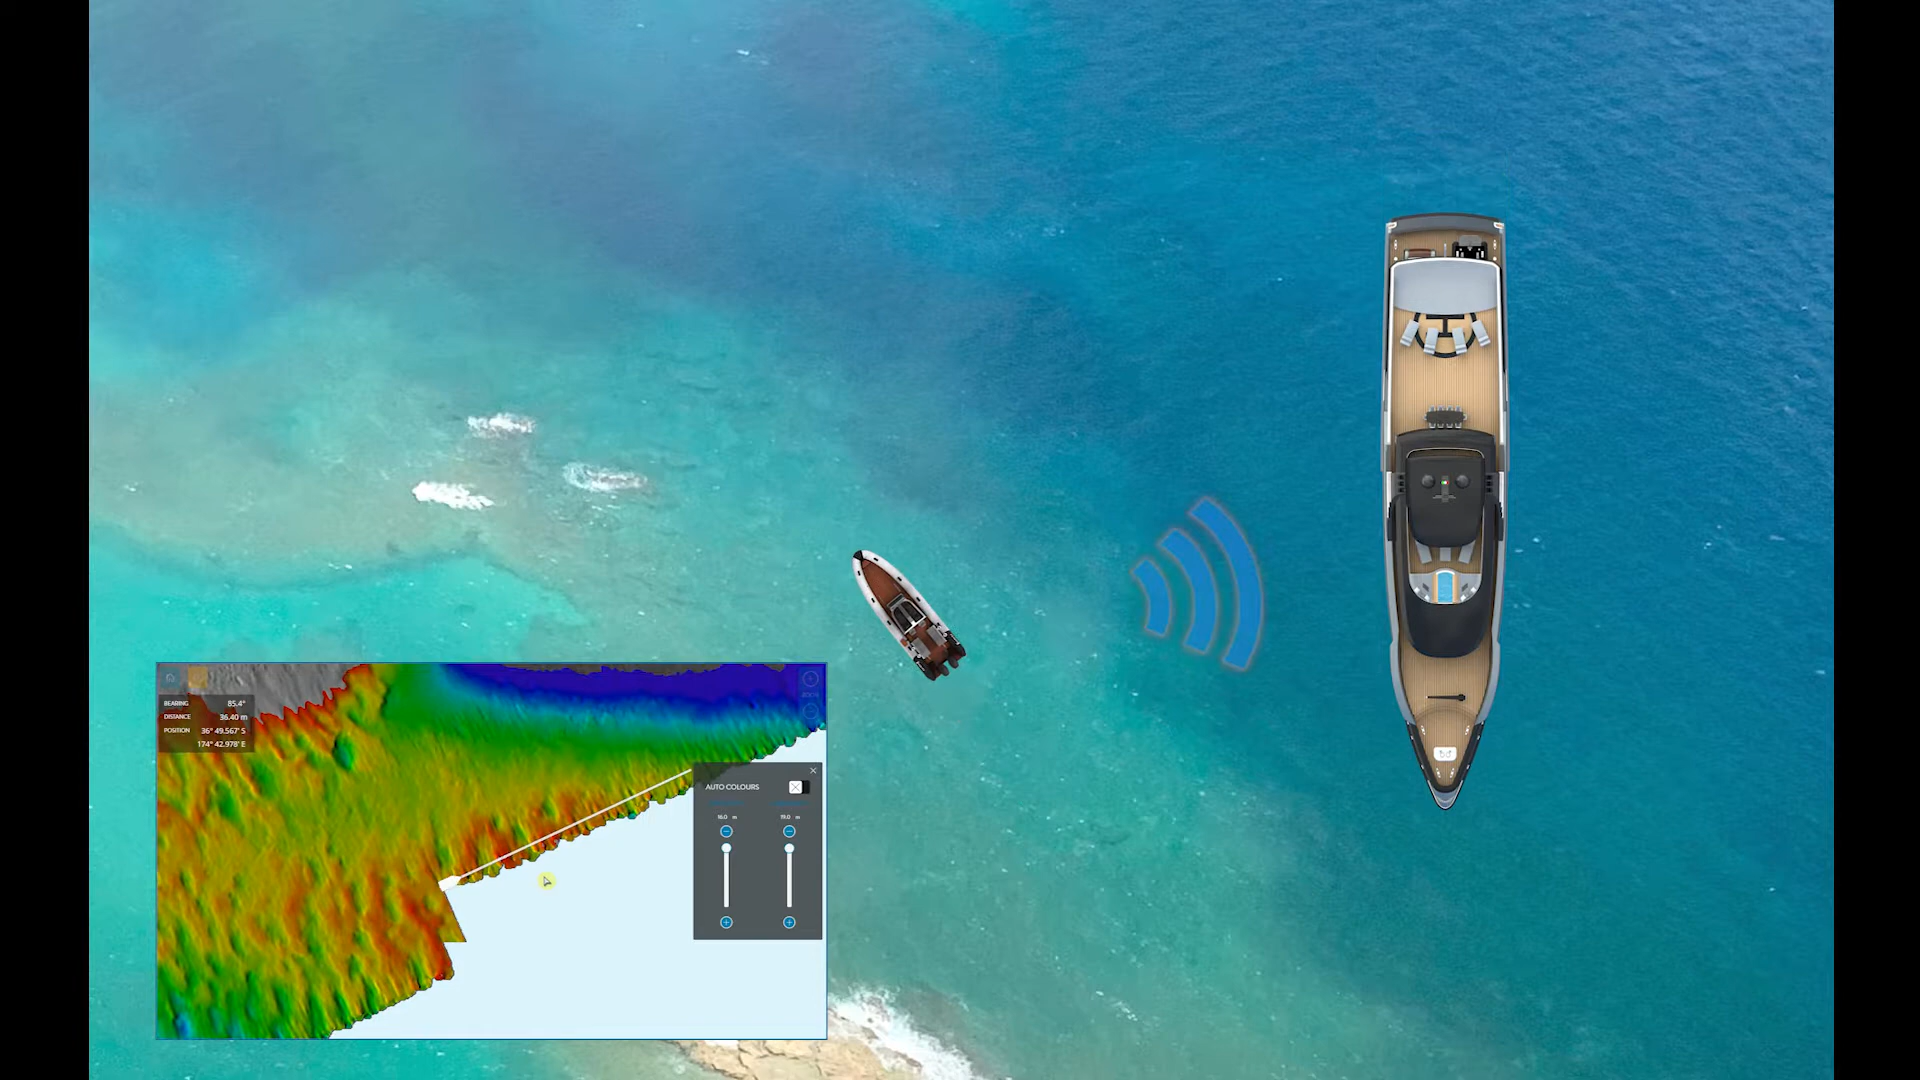 BEARING 85.4°
DISTANCE 36.40 m
POSITION 36° 49.567' S
174° 42.978' E
AUTO COLOURS
16.0 m 19.0 m